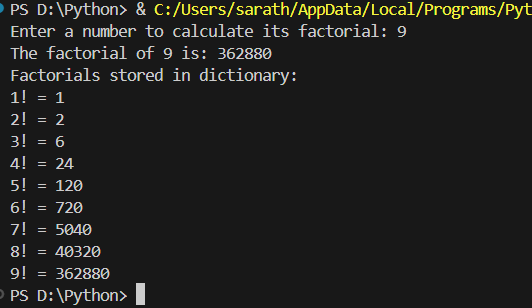 PS D:\Python> & C:/Users/sarath/AppData/Local/Programs/Pyt
Enter a number to calculate its factorial: 9
The factorial of 9 is: 362880
Factorials stored in dictionary:
1! = 1
2! = 2
3! = 6
4! = 24
5! = 120
6! = 720
7! = 5040
8! = 40320
9! = 362880
PS D:\Python>